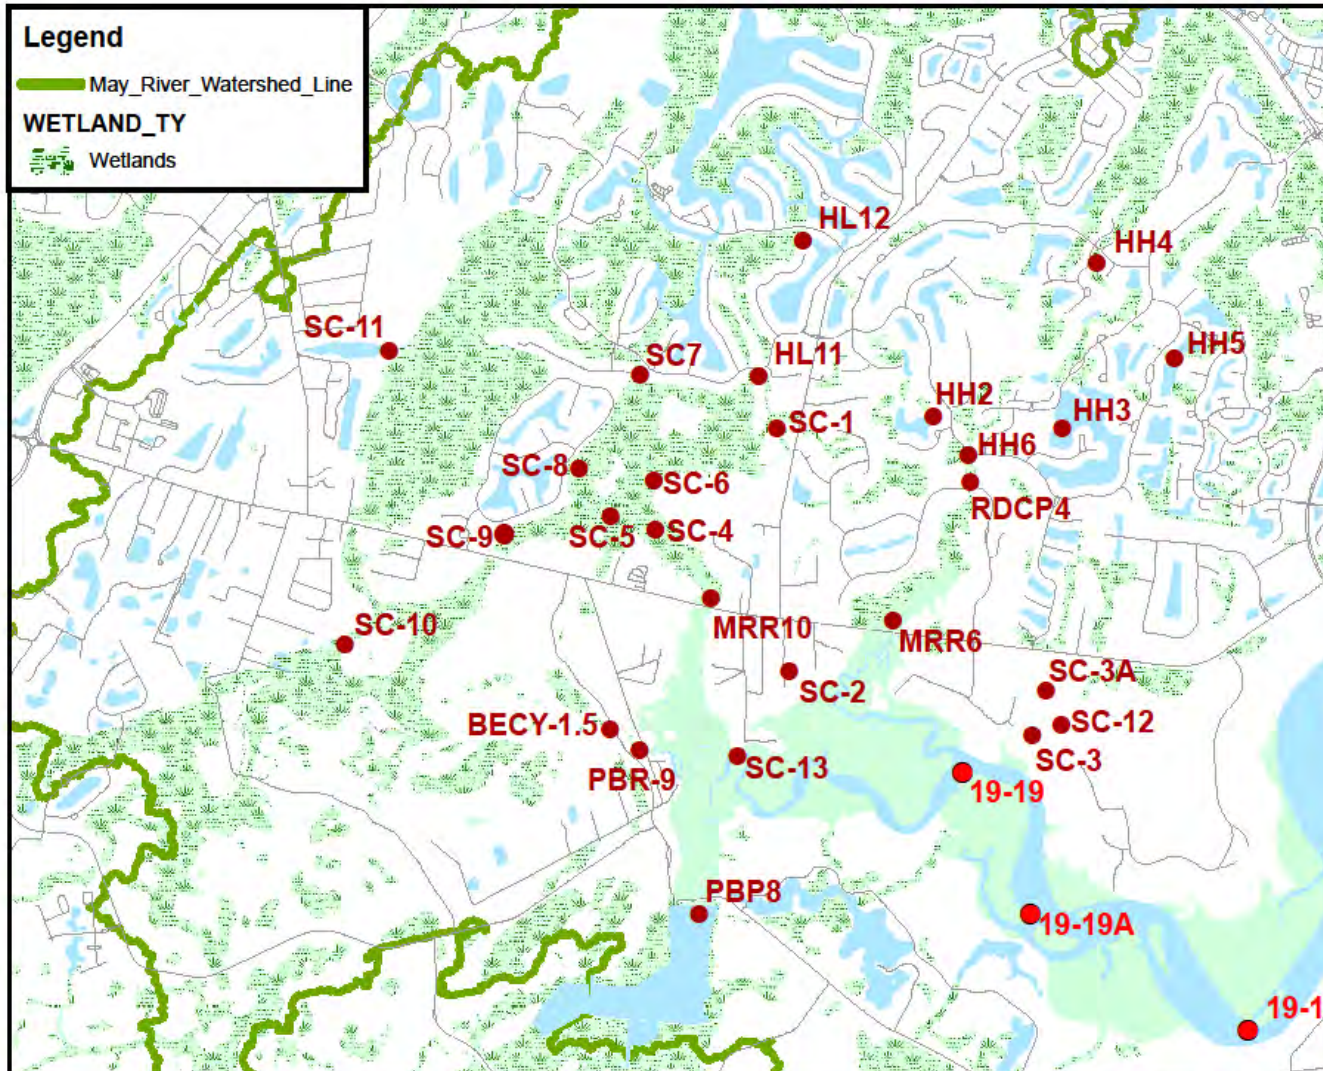 Legend
May_River_Watershed_Line
WETLAND_TY
Wetlands
HL12
HH4
SC-11
SC7
HL11
HH5
HH2
HH3
SC-1
HH6
SC-8
SC-6
RDCP4
SC-9
SC-5
SC-4
MRR10
SC-10
MRR6
SC-3A
SC-2
BECY-1.5
SC-12
SC-3
PBR-9
SC-13
19-19
PBP8
19-19A
19-1